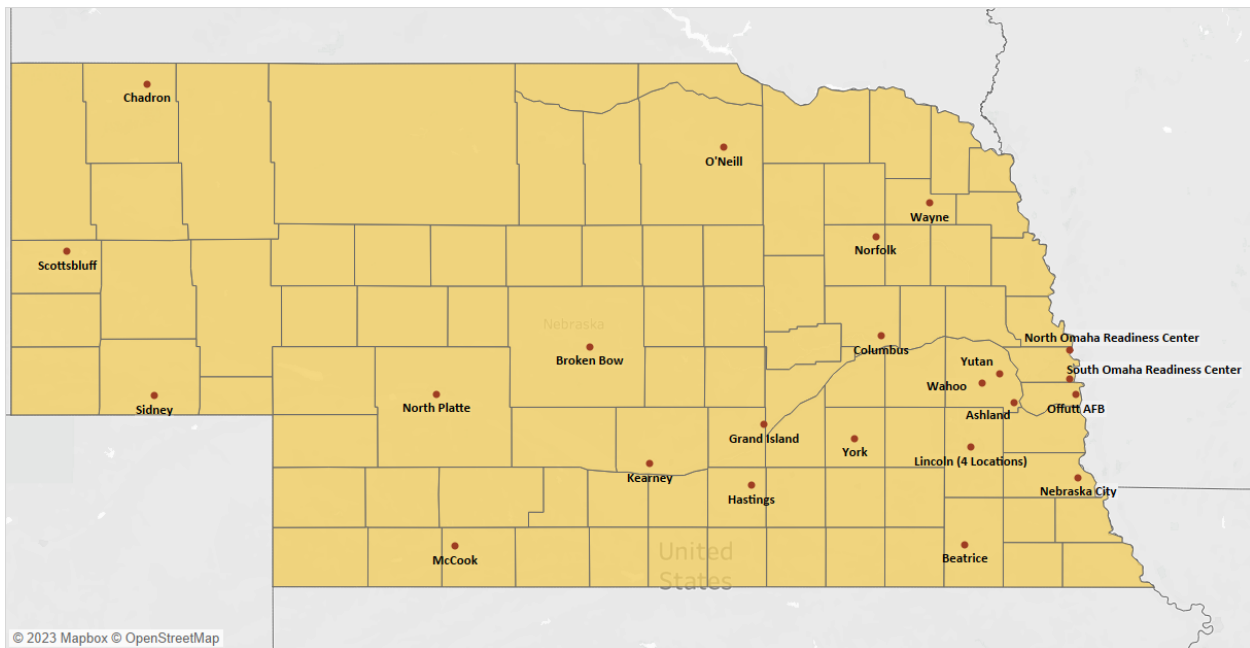 Chadron
O'Neill
Wayne
Norfolk
Scottsbluff
Nebraska
North Omaha Readiness Center
Columbus
Broken Bow
Yutan
South Omaha Readiness Center
Wahoo
Sidney
North Platte
Ashland
Offutt AFB
Grand Island
York
Lincoln (4 Locations)
Kearney
Nebraska City
Hastings
United
States
McCook
Beatrice
© 2023 Mapbox © OpenStreetMap